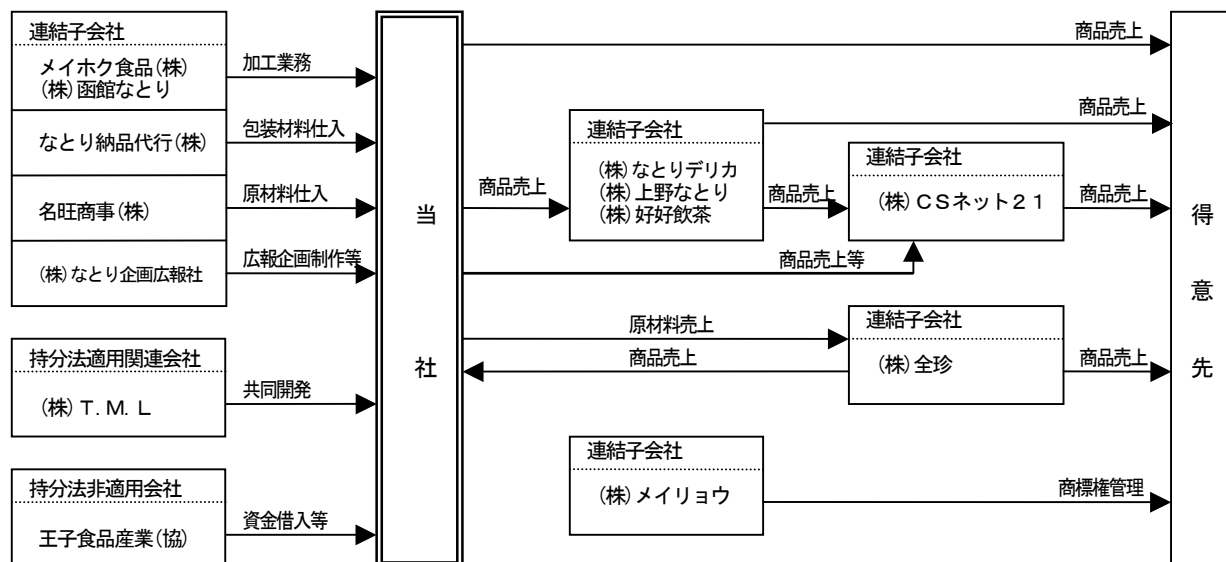 連結子会社
メイホク食品(株)
(株)函館なとり
加工業務
なとり納品代行(株)
包装材料仕入
名旺商事(株)
原材料仕入
(株)なとり企画広報社
広報企画制作等
持分法適用関連会社
(株)T.M.L
共同開発
持分法非適用会社
王子食品産業(協)
資金借入等
当社
商品売上
商品売上
連結子会社
(株)なとりデリカ
(株)上野なとり
(株)好好飲茶
商品売上
商品売上
連結子会社
(株)CSネット21
商品売上
商品売上等
原材料売上
商品売上
連結子会社
(株)全珍
商品売上
連結子会社
(株)メイリョウ
商標権管理
得意先